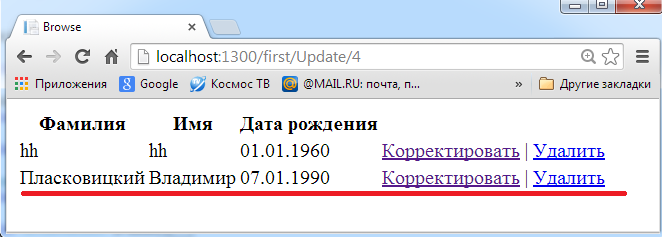 Browse
localhost:1300/first/Update/4
Приложения Google Космос ТВ @MAIL.RU: почта, п... » Другие закладки
Фамилия Имя Дата рождения
hh hh 01.01.1960 Корректировать | Удалить
Пласковицкий Владимир 07.01.1990 Корректировать | Удалить